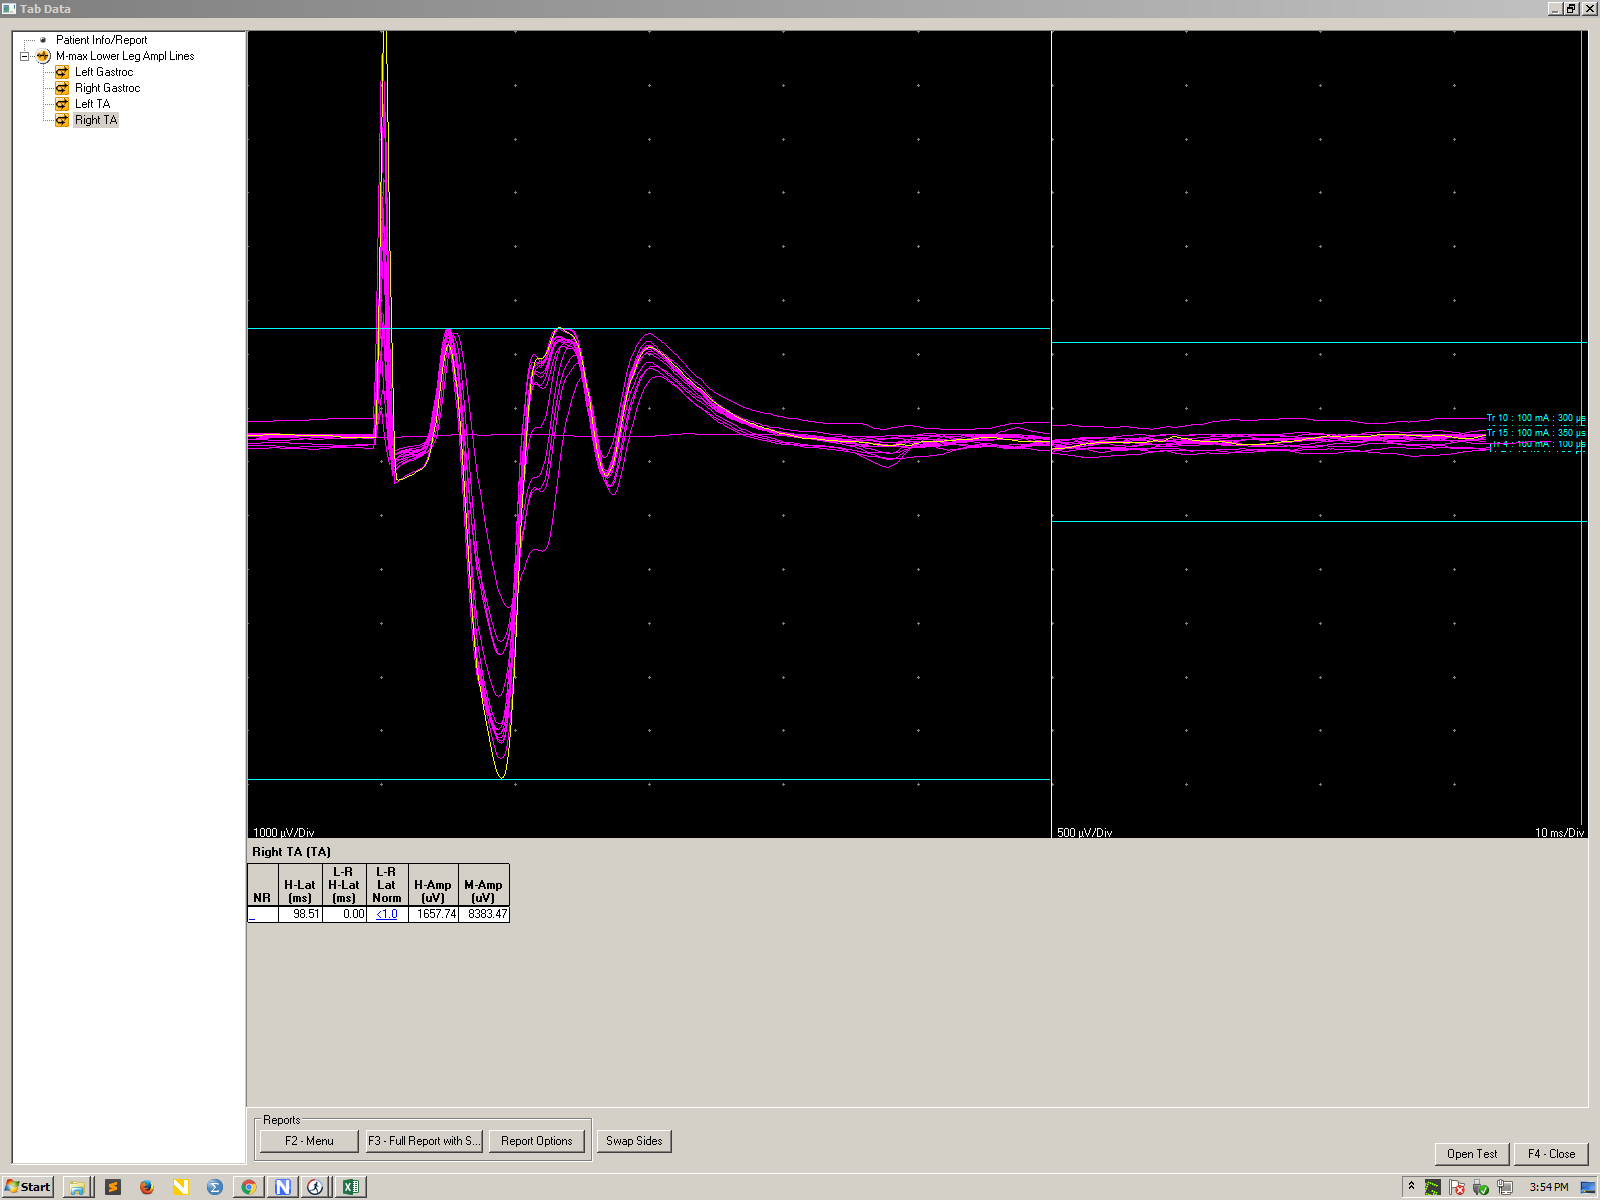 Tab Data
Patient Info/Report
M-max Lower Leg Ampl Lines
Left Gastroc
Right Gastroc
Left TA
Right TA
Tr 10 : 100 mA : 300 µs
Tr 15 : 100 mA : 350 µs
Tr 4 : 100 mA : 100 µs
1000 µV/Div
500 µV/Div
10 ms/Div
Right TA (TA)
NR H-Lat (ms) L-R H-Lat (ms) L-R Lat Norm H-Amp (uV) M-Amp (uV)
_ 98.51 0.00 <1.0 1657.74 8383.47
Reports
F2 - Menu F3 - Full Report with S... Report Options Swap Sides
Open Test F4 - Close
Start 3:54 PM